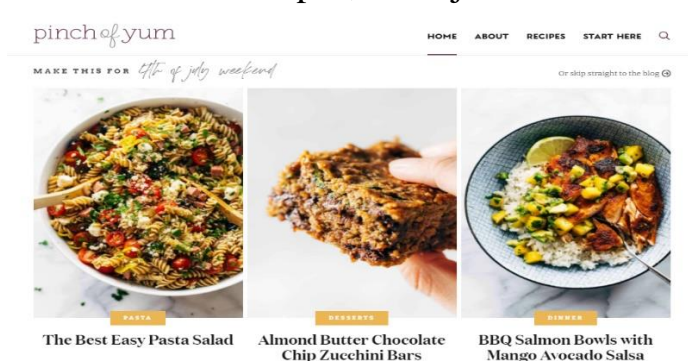 pinch of yum
HOME ABOUT RECIPES START HERE
MAKE THIS FOR 4th of july weekend
Or skip straight to the blog
PASTA
DESSERTS
DINNER
The Best Easy Pasta Salad
Almond Butter Chocolate
Chip Zucchini Bars
BBQ Salmon Bowls with
Mango Avocado Salsa